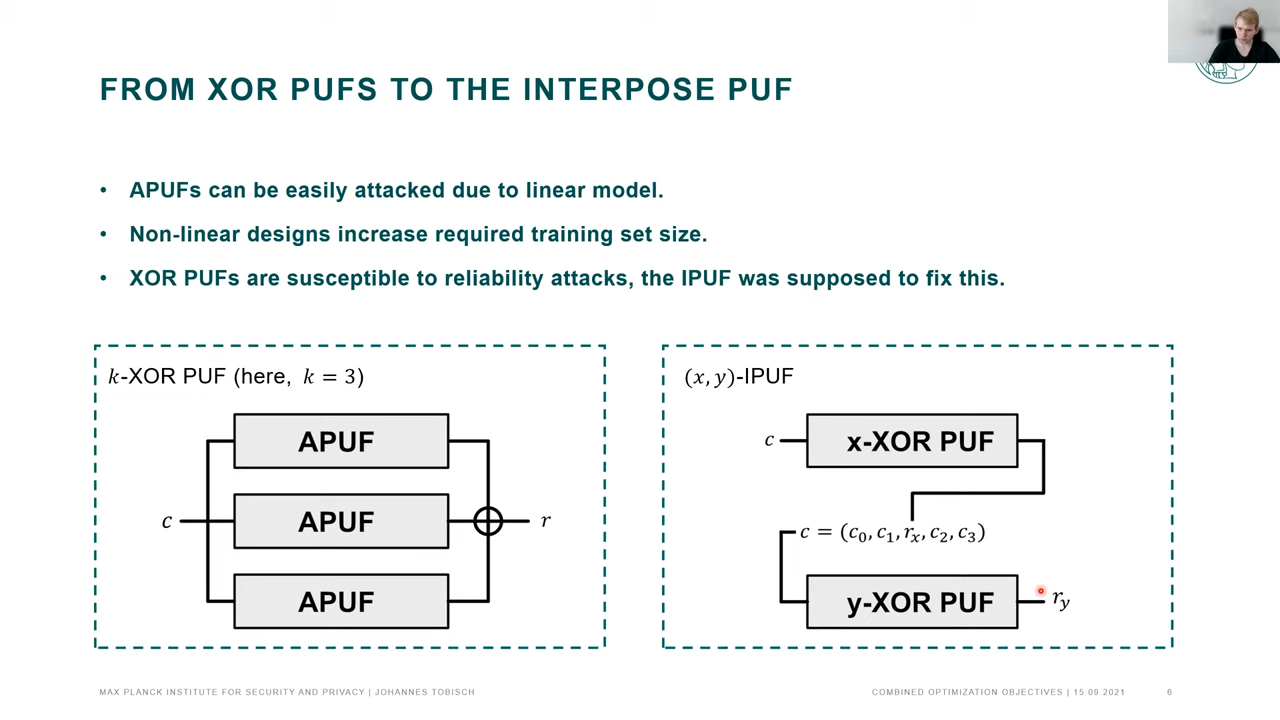 FROM XOR PUFS TO THE INTERPOSE PUF
• APUFs can be easily attacked due to linear model.
• Non-linear designs increase required training set size.
• XOR PUFs are susceptible to reliability attacks, the IPUF was supposed to fix this.
k-XOR PUF (here, k = 3)
APUF
APUF
c
r
APUF
(x, y)-IPUF
c
x-XOR PUF
c = (c₀, c₁, rₓ, c₂, c₃)
y-XOR PUF
r_y
MAX PLANCK INSTITUTE FOR SECURITY AND PRIVACY | JOHANNES TOBISCH
COMBINED OPTIMIZATION OBJECTIVES | 15.09.2021
6